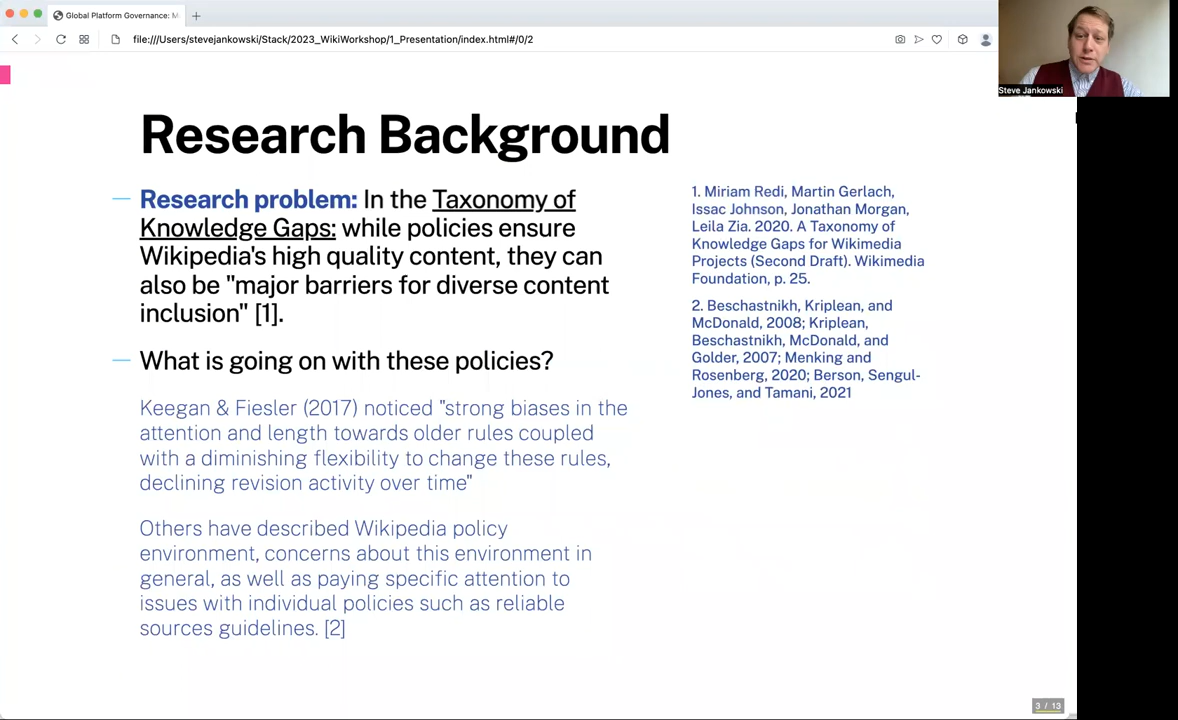 Global Platform Governance: M
file:///Users/stevejankowski/Stack/2023_WikiWorkshop/1_Presentation/index.html#/0/2
Steve Jankowski
Research Background
Research problem: In the Taxonomy of
Knowledge Gaps: while policies ensure
Wikipedia's high quality content, they can
also be "major barriers for diverse content
inclusion" [1].
What is going on with these policies?
Keegan & Fiesler (2017) noticed "strong biases in the
attention and length towards older rules coupled
with a diminishing flexibility to change these rules,
declining revision activity over time"
Others have described Wikipedia policy
environment, concerns about this environment in
general, as well as paying specific attention to
issues with individual policies such as reliable
sources guidelines. [2]
1. Miriam Redi, Martin Gerlach,
Issac Johnson, Jonathan Morgan,
Leila Zia. 2020. A Taxonomy of
Knowledge Gaps for Wikimedia
Projects (Second Draft). Wikimedia
Foundation, p. 25.
2. Beschastnikh, Kriplean, and
McDonald, 2008; Kriplean,
Beschastnikh, McDonald, and
Golder, 2007; Menking and
Rosenberg, 2020; Berson, Sengul-
Jones, and Tamani, 2021
3 / 13